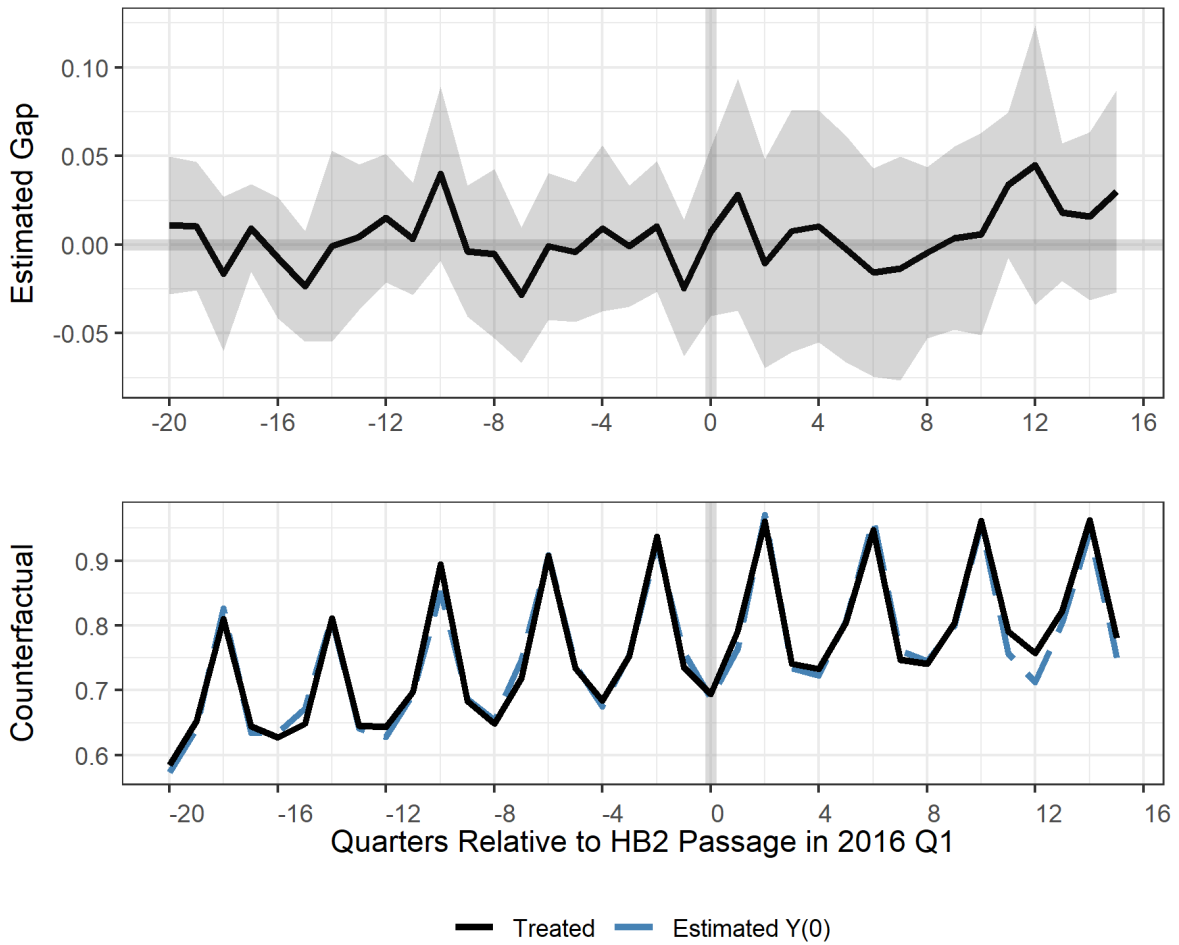 Estimated Gap
0.10
0.05
0.00
-0.05
-20 -16 -12 -8 -4 0 4 8 12 16
Counterfactual
0.9
0.8
0.7
0.6
-20 -16 -12 -8 -4 0 4 8 12 16
Quarters Relative to HB2 Passage in 2016 Q1
Treated Estimated Y(0)